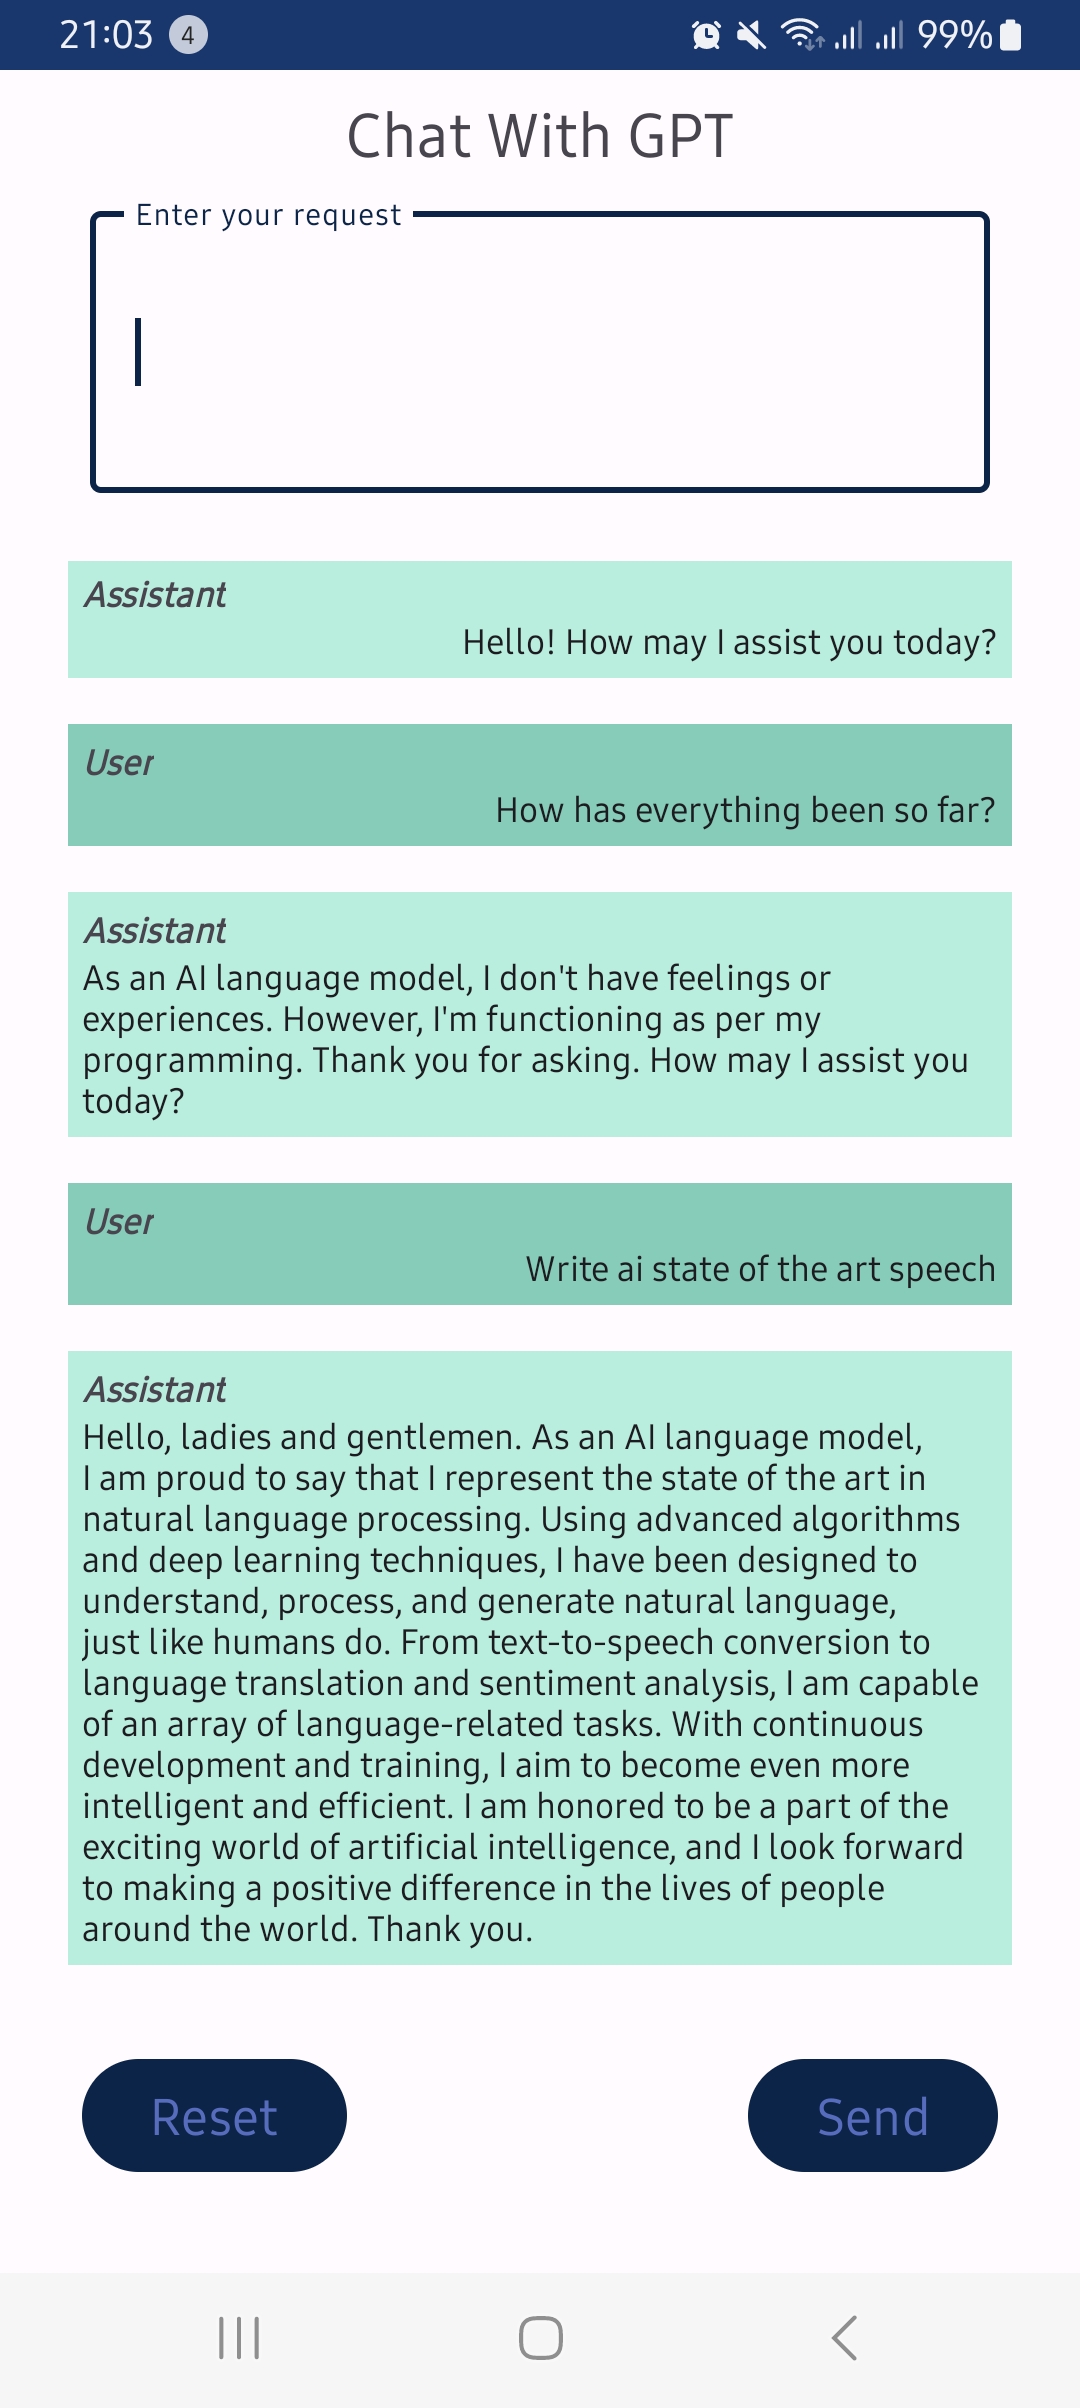 21:03 4 99%
Chat With GPT
Enter your request
Assistant
Hello! How may I assist you today?
User
How has everything been so far?
Assistant
As an AI language model, I don't have feelings or
experiences. However, I'm functioning as per my
programming. Thank you for asking. How may I assist you
today?
User
Write ai state of the art speech
Assistant
Hello, ladies and gentlemen. As an AI language model,
I am proud to say that I represent the state of the art in
natural language processing. Using advanced algorithms
and deep learning techniques, I have been designed to
understand, process, and generate natural language,
just like humans do. From text-to-speech conversion to
language translation and sentiment analysis, I am capable
of an array of language-related tasks. With continuous
development and training, I aim to become even more
intelligent and efficient. I am honored to be a part of the
exciting world of artificial intelligence, and I look forward
to making a positive difference in the lives of people
around the world. Thank you.
Reset Send